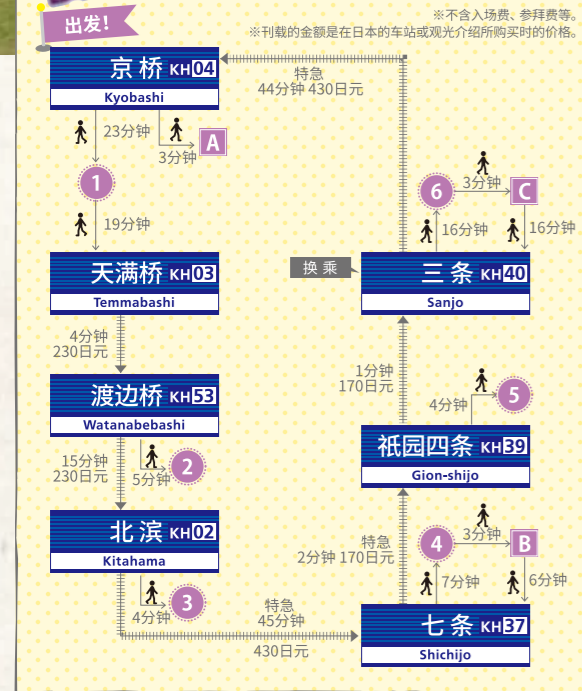 出发!
※不含入场费、参拜费等。
※刊载的金额是在日本的车站或观光介绍所购买时的价格。
京桥 KH04
Kyobashi
特急
44分钟 430日元
23分钟
A
3分钟
1
19分钟
天满桥 KH03
Temmabashi
4分钟
230日元
渡边桥 KH53
Watanabebashi
15分钟
230日元
2
5分钟
北滨 KH02
Kitahama
3
4分钟
特急
45分钟
430日元
七条 KH37
Shichijo
7分钟
4
3分钟
B
6分钟
特急
2分钟 170日元
祇园四条 KH39
Gion-shijo
4分钟
5
1分钟
170日元
换乘
三条 KH40
Sanjo
16分钟
6
3分钟
C
16分钟